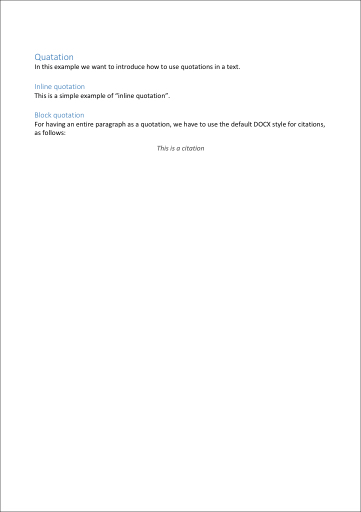 Quatation
In this example we want to introduce how to use quotations in a text.
Inline quotation
This is a simple example of “inline quotation”.
Block quotation
For having an entire paragraph as a quotation, we have to use the default DOCX style for citations,
as follows:
This is a citation